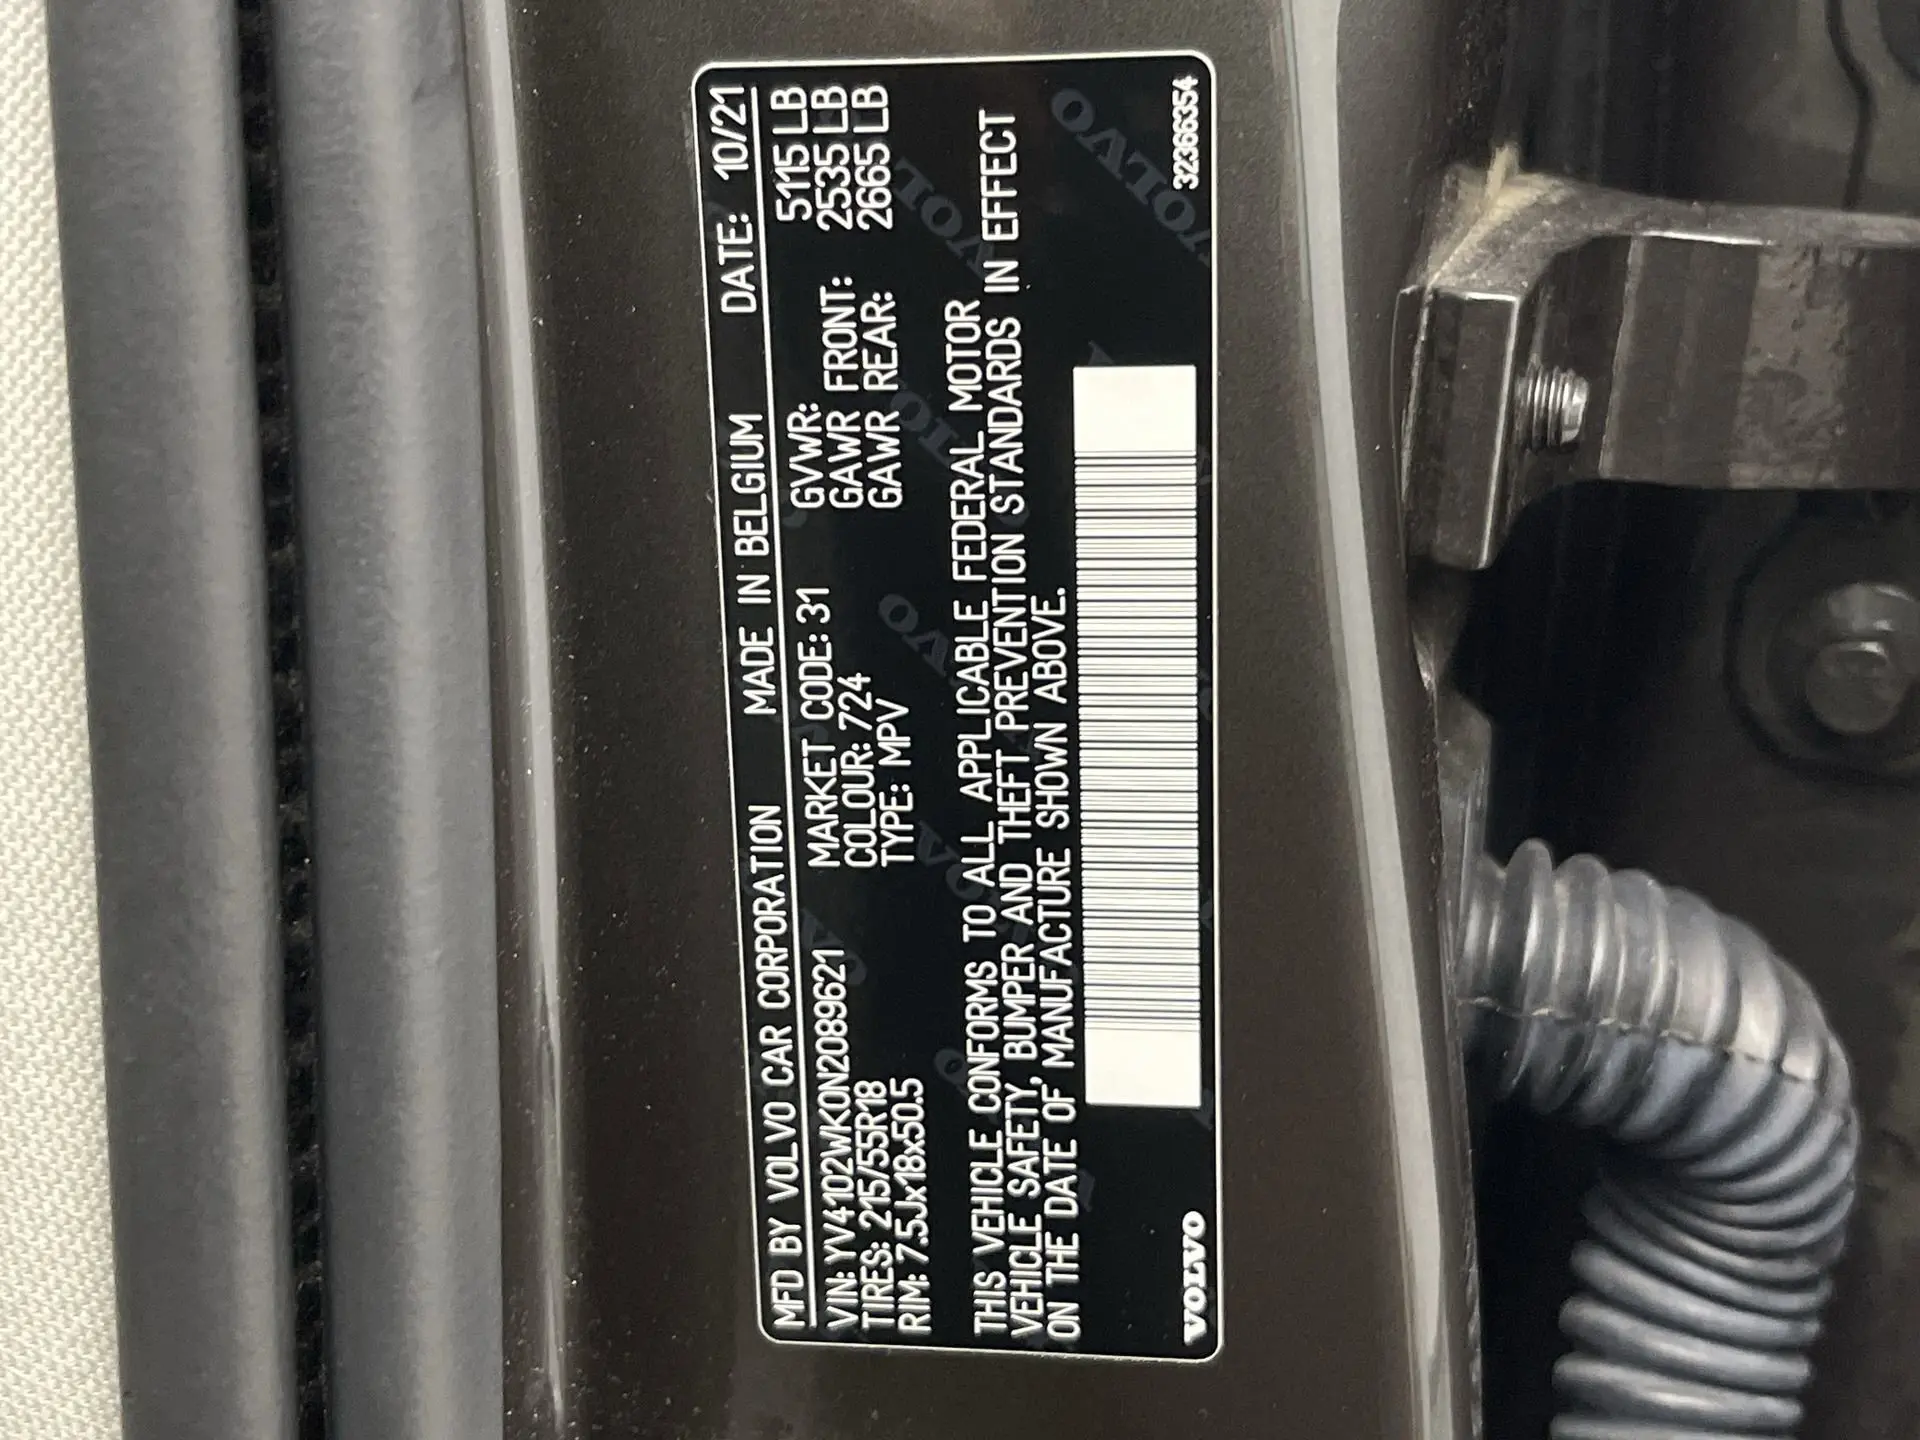 MFD BY VOLVO CAR CORPORATION MADE IN BELGIUM DATE: 10/21
VIN: YV4102WK0N2089621 MARKET CODE: 31 GVWR: 5115 LB
TIRES: 215/55R18 COLOUR: 724 GAWR FRONT: 2535 LB
RIM: 7.5Jx18x50.5 TYPE: MPV GAWR REAR: 2665 LB
THIS VEHICLE CONFORMS TO ALL APPLICABLE FEDERAL MOTOR
VEHICLE SAFETY, BUMPER AND THEFT PREVENTION STANDARDS IN EFFECT
ON THE DATE OF MANUFACTURE SHOWN ABOVE.
VOLVO 32366354